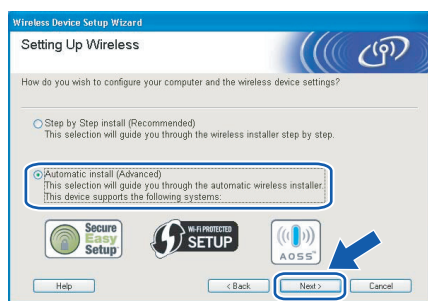 Wireless Device Setup Wizard
Setting Up Wireless
How do you wish to configure your computer and the wireless device settings?
Step by Step install (Recommended)
This selection will guide you through the wireless installer step by step.
Automatic install (Advanced)
This selection will guide you through the automatic wireless installer.
This device supports the following systems:
Secure
Easy
Setup
WI-FI PROTECTED
SETUP
AOSS™
Help
< Back
Next >
Cancel